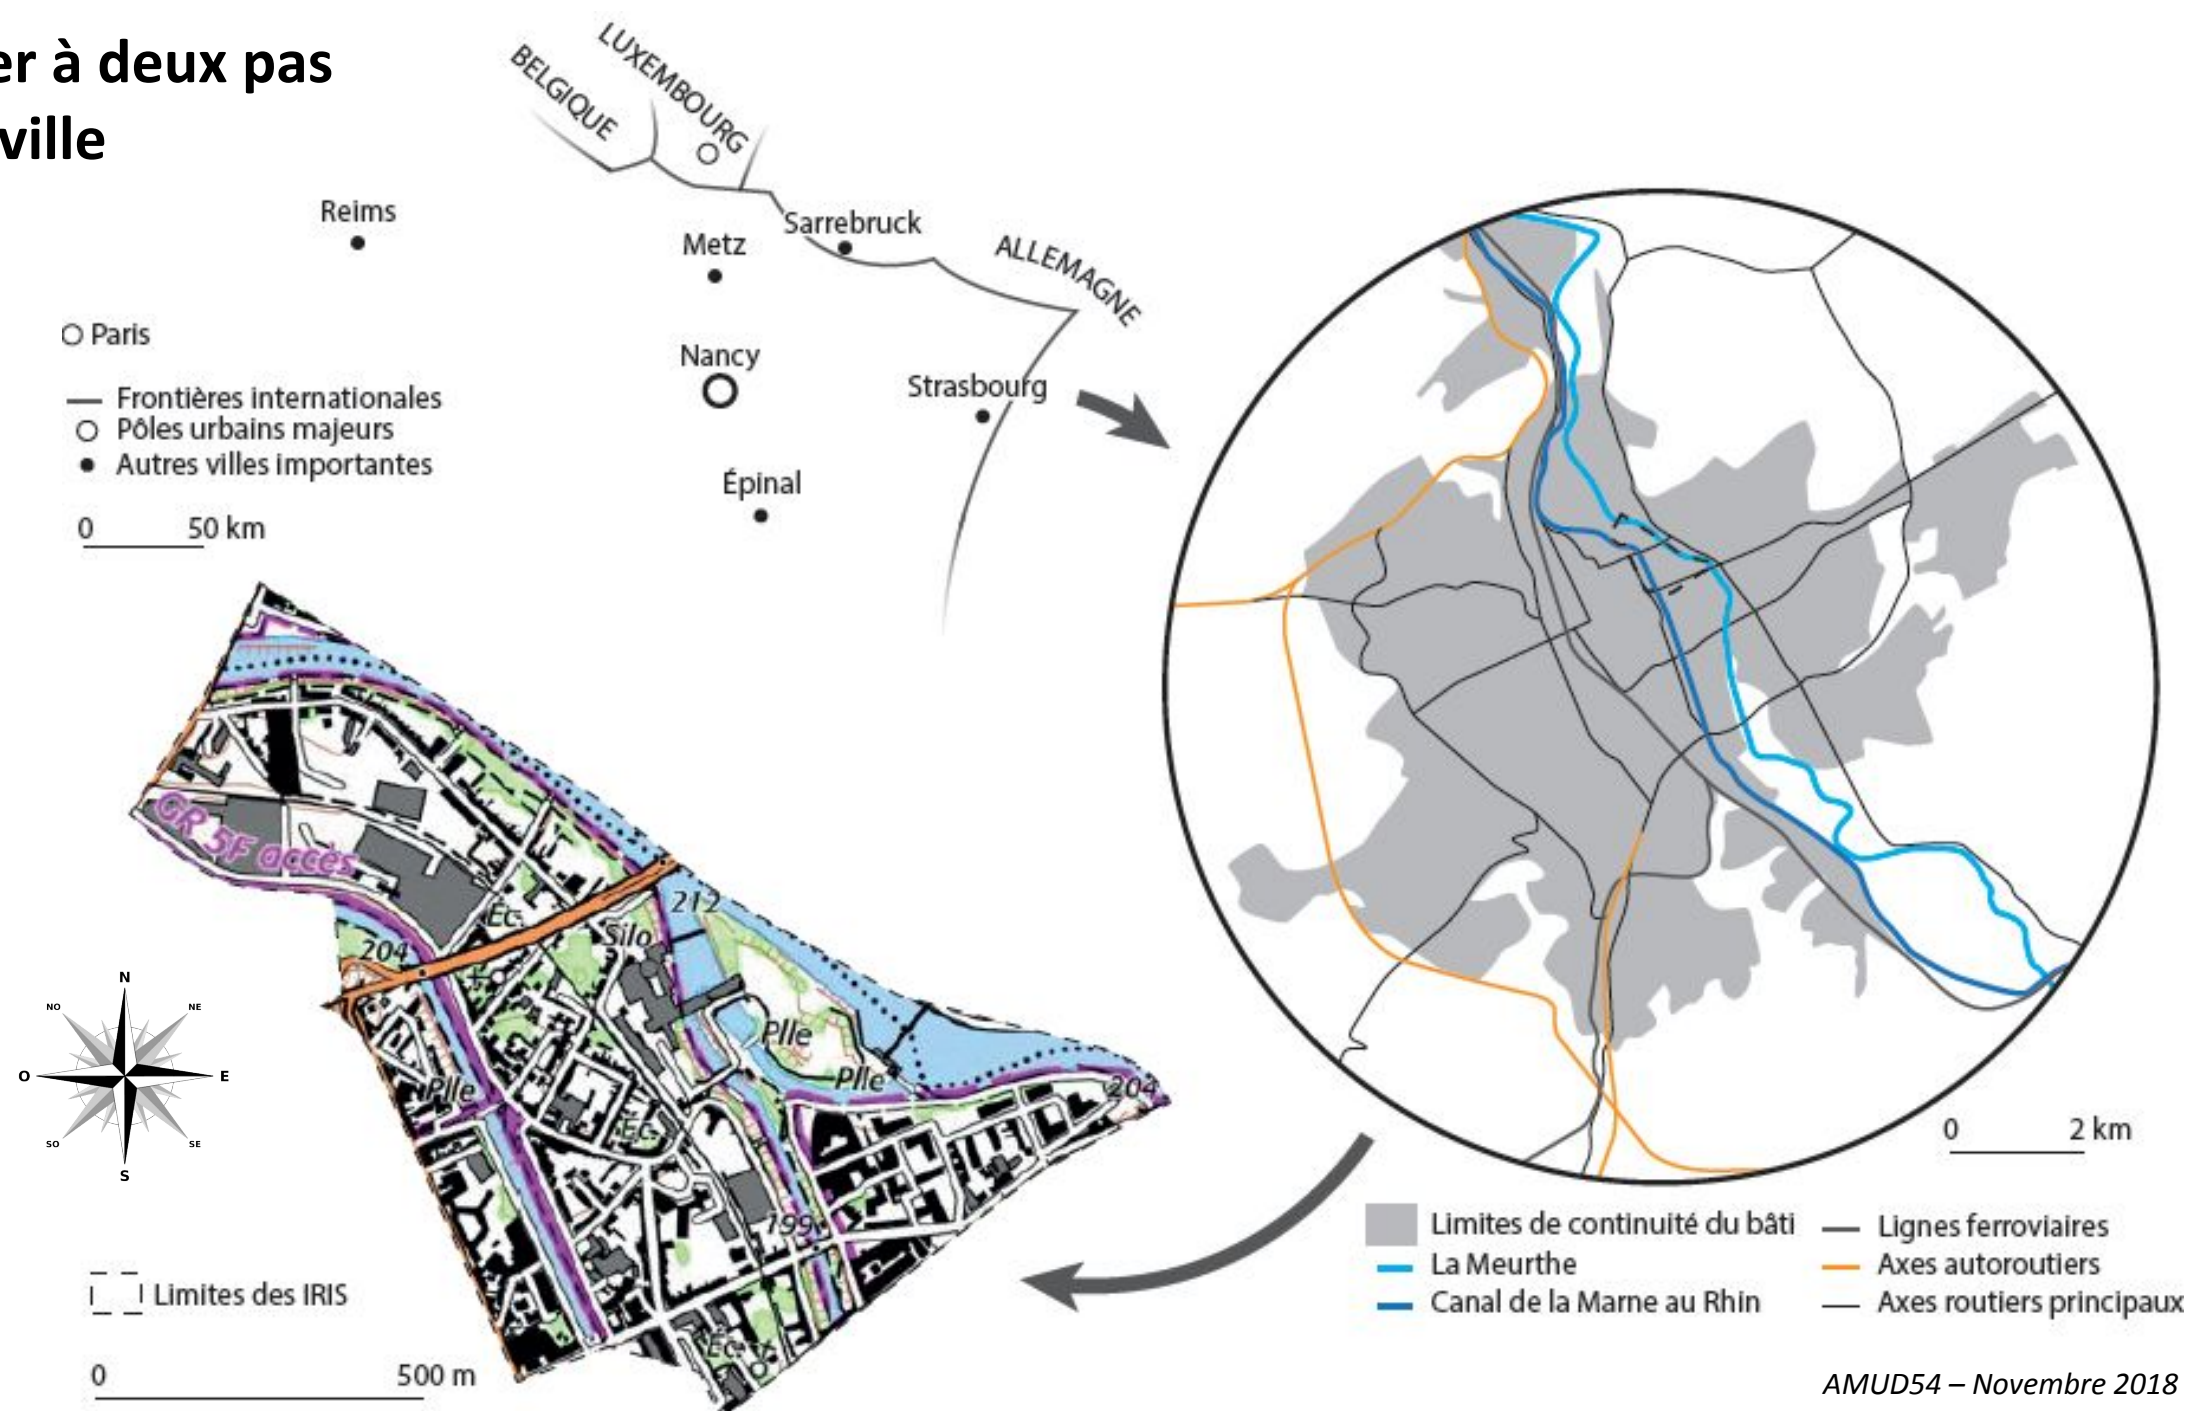 er à deux pas
ville
BELGIQUE
LUXEMBOURG
ALLEMAGNE
Reims
Metz
Sarrebruck
Paris
Nancy
Strasbourg
Épinal
Frontières internationales
Pôles urbains majeurs
Autres villes importantes
0 50 km
GR 5F accès
204
Éc.
Silo
212
Plle
Plle
Plle
Éc.
204
199
Éc.
N
NO NE
O E
SO SE
S
Limites des IRIS
0 500 m
0 2 km
Limites de continuité du bâti
La Meurthe
Canal de la Marne au Rhin
Lignes ferroviaires
Axes autoroutiers
Axes routiers principaux
AMUD54 – Novembre 2018